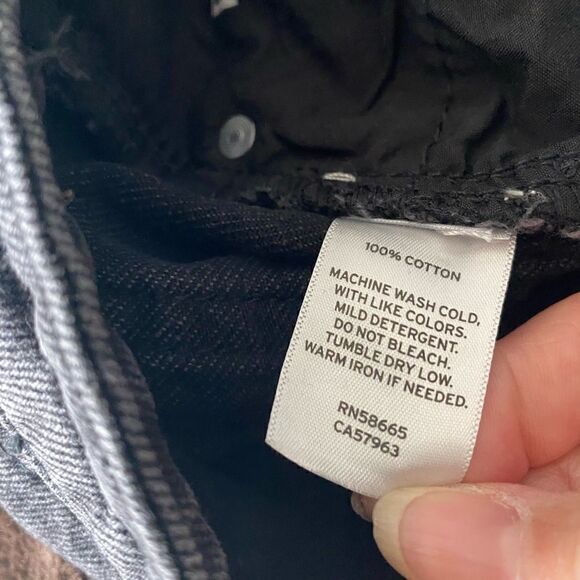 100% COTTON
MACHINE WASH COLD,
WITH LIKE COLORS.
MILD DETERGENT.
DO NOT BLEACH.
TUMBLE DRY LOW.
WARM IRON IF NEEDED.
RN58665
CA57963